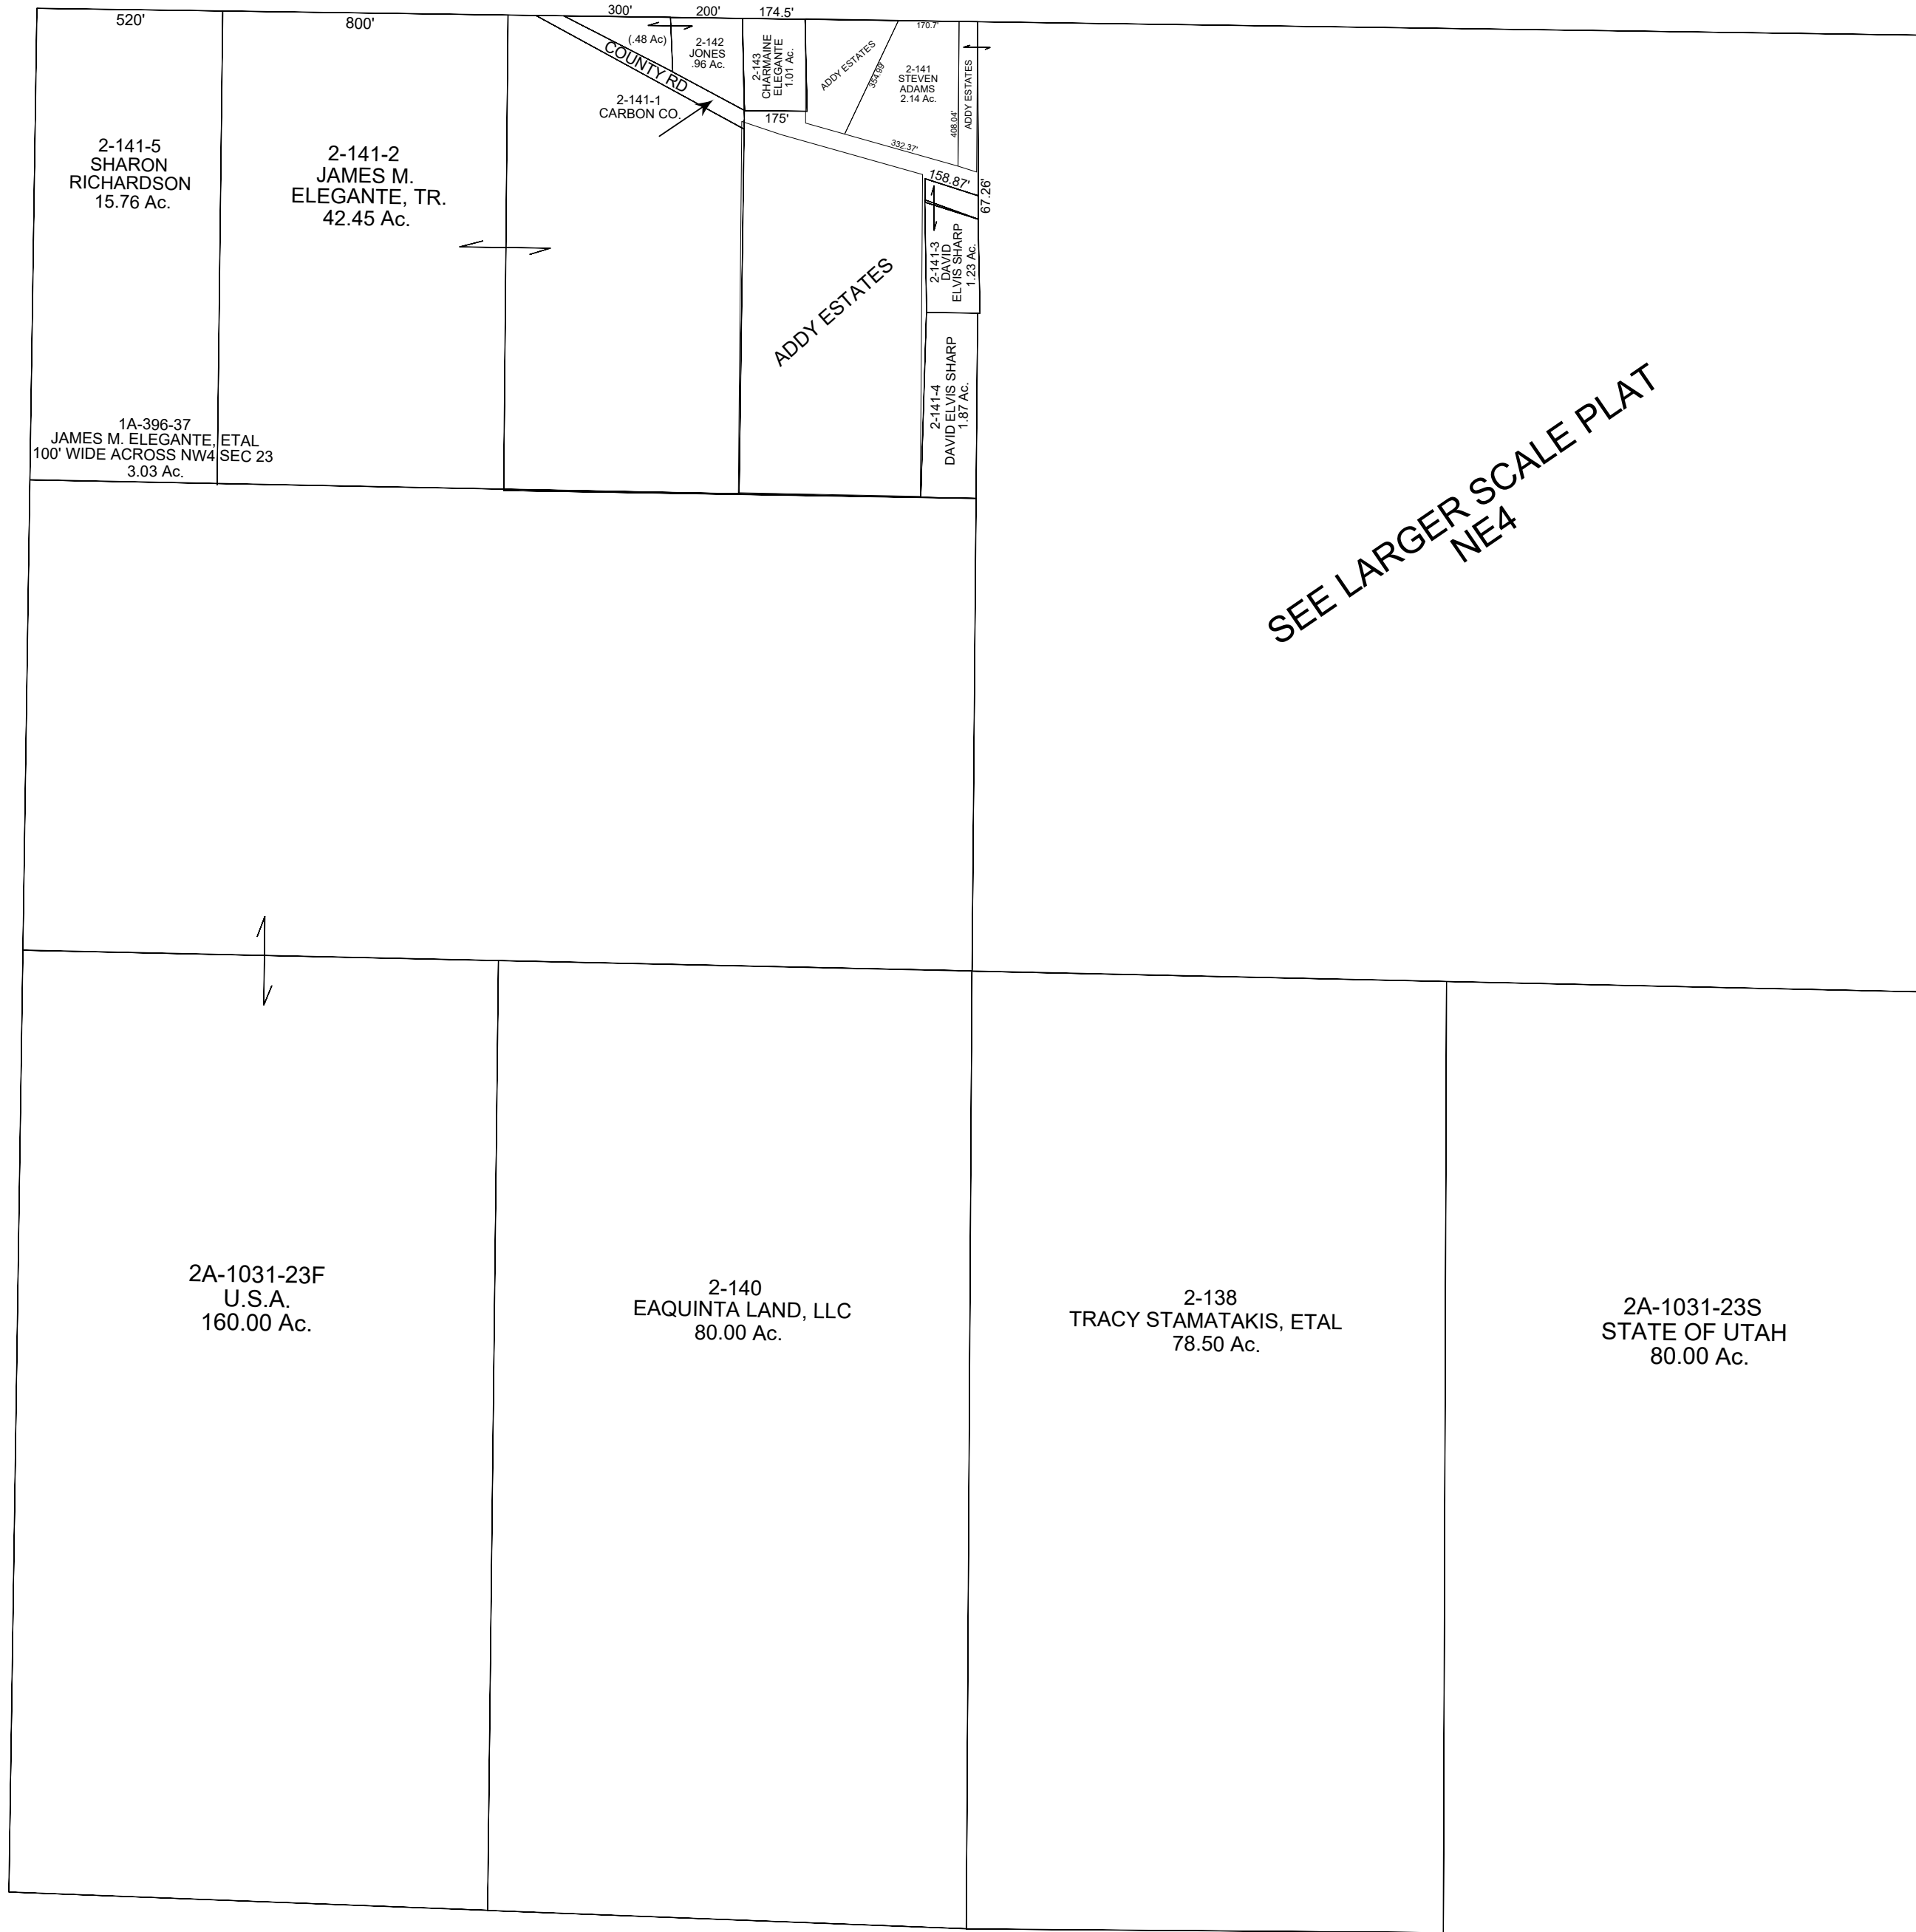 520'
800'
300'
200'
174.5'
170.7'
(.48 Ac)
COUNTY RD
2-142
JONES
.96 Ac.
2-143
CHARMAINE
ELEGANTE
1.01 Ac.
ADDY ESTATES
354.99'
2-141
STEVEN
ADAMS
2.14 Ac.
408.04'
ADDY ESTATES
2-141-1
CARBON CO.
175'
332.37'
2-141-5
SHARON
RICHARDSON
15.76 Ac.
2-141-2
JAMES M.
ELEGANTE, TR.
42.45 Ac.
158.87'
67.26'
2-141-3
DAVID
ELVIS SHARP
1.23 Ac.
ADDY ESTATES
2-141-4
DAVID ELVIS SHARP
1.87 Ac.
1A-396-37
JAMES M. ELEGANTE, ETAL
100' WIDE ACROSS NW4 SEC 23
3.03 Ac.
SEE LARGER SCALE PLAT
NE4
2A-1031-23F
U.S.A.
160.00 Ac.
2-140
EAQUINTA LAND, LLC
80.00 Ac.
2-138
TRACY STAMATAKIS, ETAL
78.50 Ac.
2A-1031-23S
STATE OF UTAH
80.00 Ac.